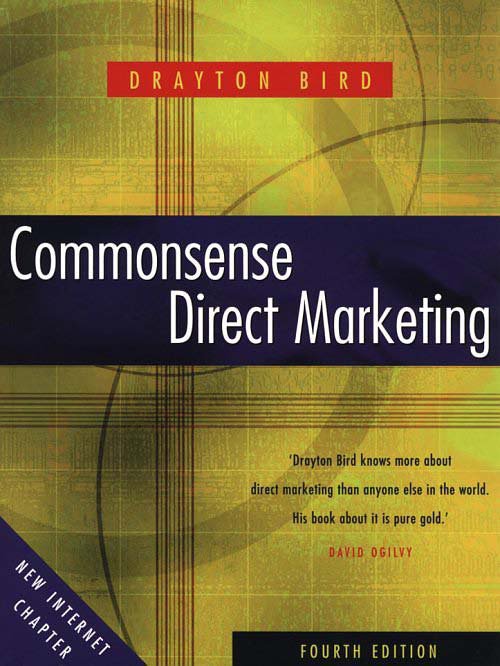 DRAYTON BIRD
Commonsense
Direct Marketing
'Drayton Bird knows more about
direct marketing than anyone else in the world.
His book about it is pure gold.'
DAVID OGILVY
NEW INTERNET
CHAPTER
FOURTH EDITION